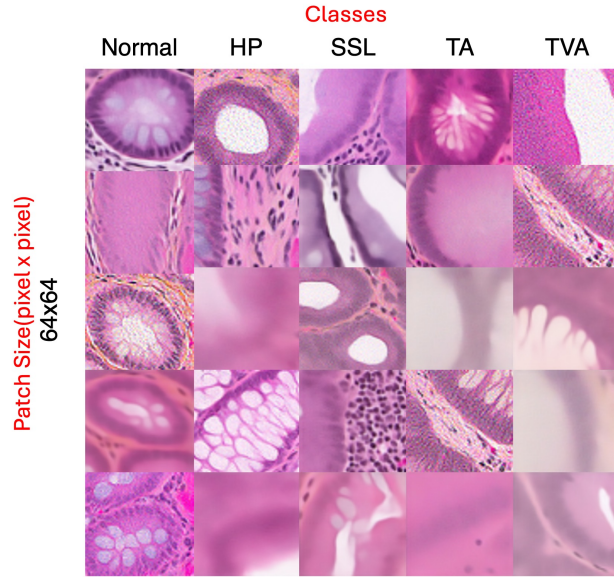 Classes
Normal HP SSL TA TVA
Patch Size(pixel x pixel)
64x64